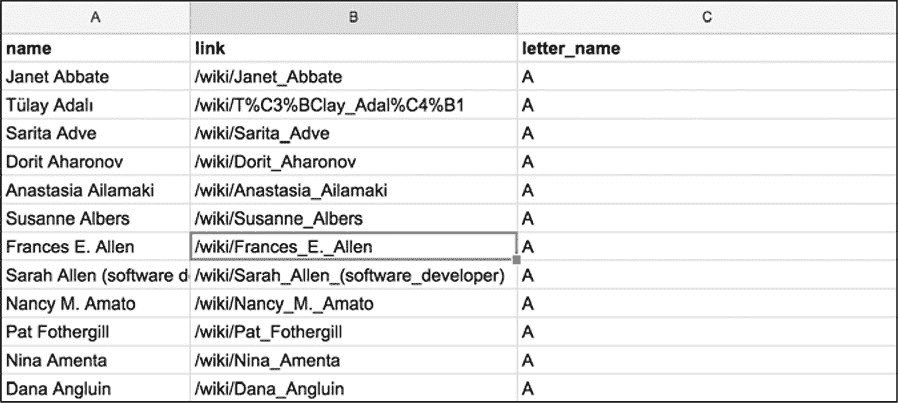 A B C
name link letter_name
Janet Abbate /wiki/Janet_Abbate A
Tülay Adalı /wiki/T%C3%BClay_Adal%C4%B1 A
Sarita Adve /wiki/Sarita_Adve A
Dorit Aharonov /wiki/Dorit_Aharonov A
Anastasia Ailamaki /wiki/Anastasia_Ailamaki A
Susanne Albers /wiki/Susanne_Albers A
Frances E. Allen /wiki/Frances_E._Allen A
Sarah Allen (software d /wiki/Sarah_Allen_(software_developer) A
Nancy M. Amato /wiki/Nancy_M._Amato A
Pat Fothergill /wiki/Pat_Fothergill A
Nina Amenta /wiki/Nina_Amenta A
Dana Angluin /wiki/Dana_Angluin A